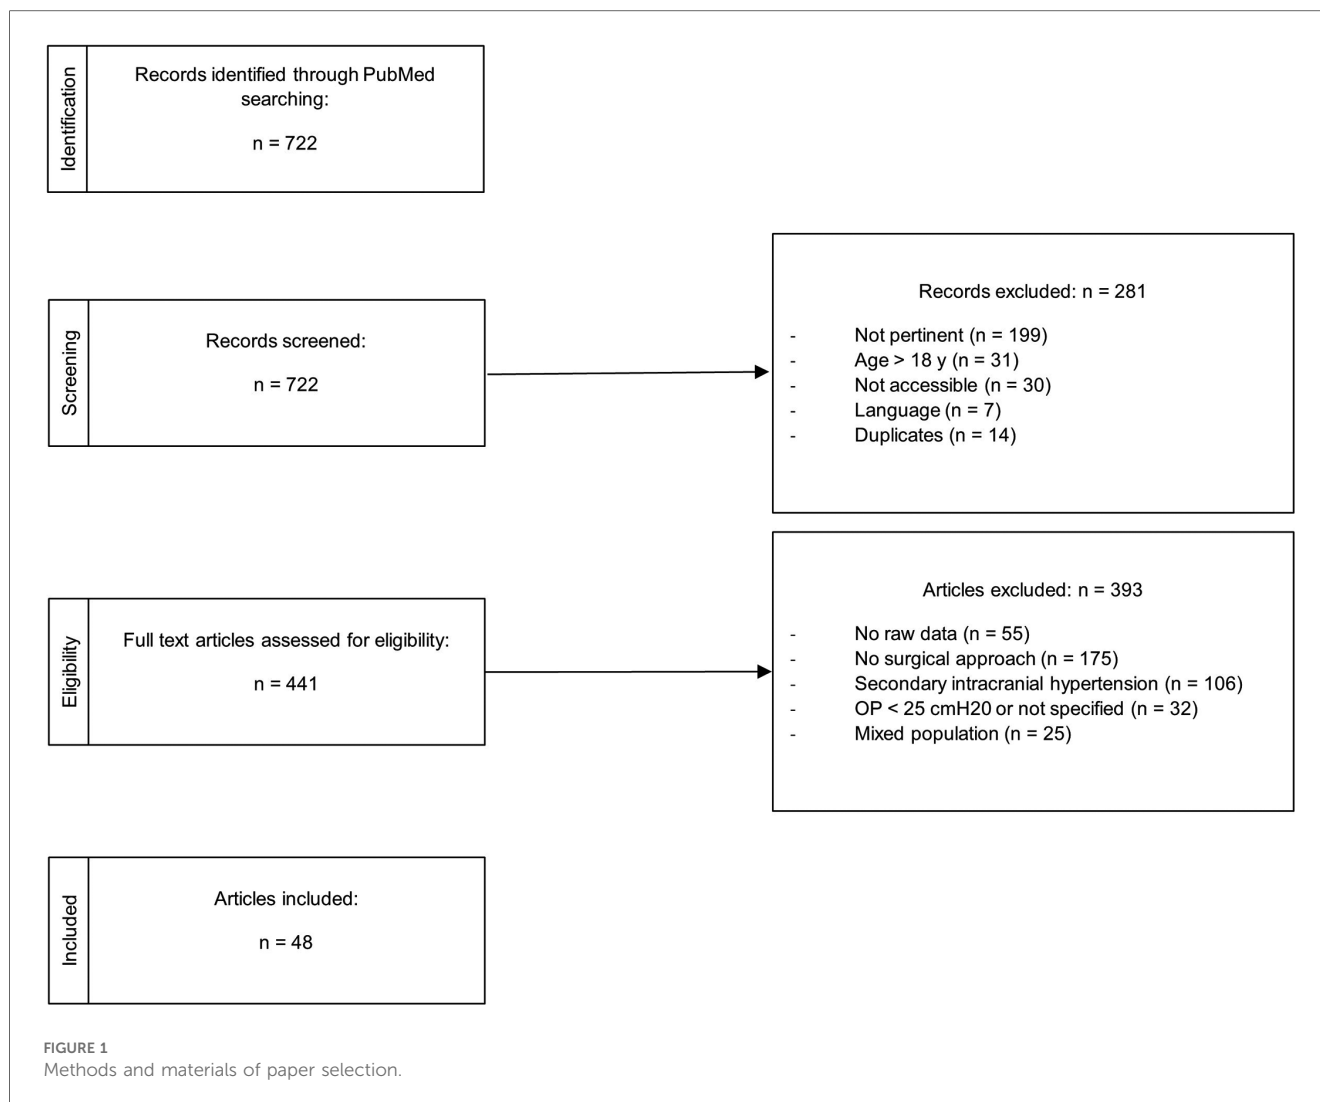 Identification
Records identified through PubMed
searching:
n = 722
Screening
Records screened:
n = 722
Records excluded: n = 281
- Not pertinent (n = 199)
- Age > 18 y (n = 31)
- Not accessible (n = 30)
- Language (n = 7)
- Duplicates (n = 14)
Eligibility
Full text articles assessed for eligibility:
n = 441
Articles excluded: n = 393
- No raw data (n = 55)
- No surgical approach (n = 175)
- Secondary intracranial hypertension (n = 106)
- OP < 25 cmH20 or not specified (n = 32)
- Mixed population (n = 25)
Included
Articles included:
n = 48
FIGURE 1
Methods and materials of paper selection.